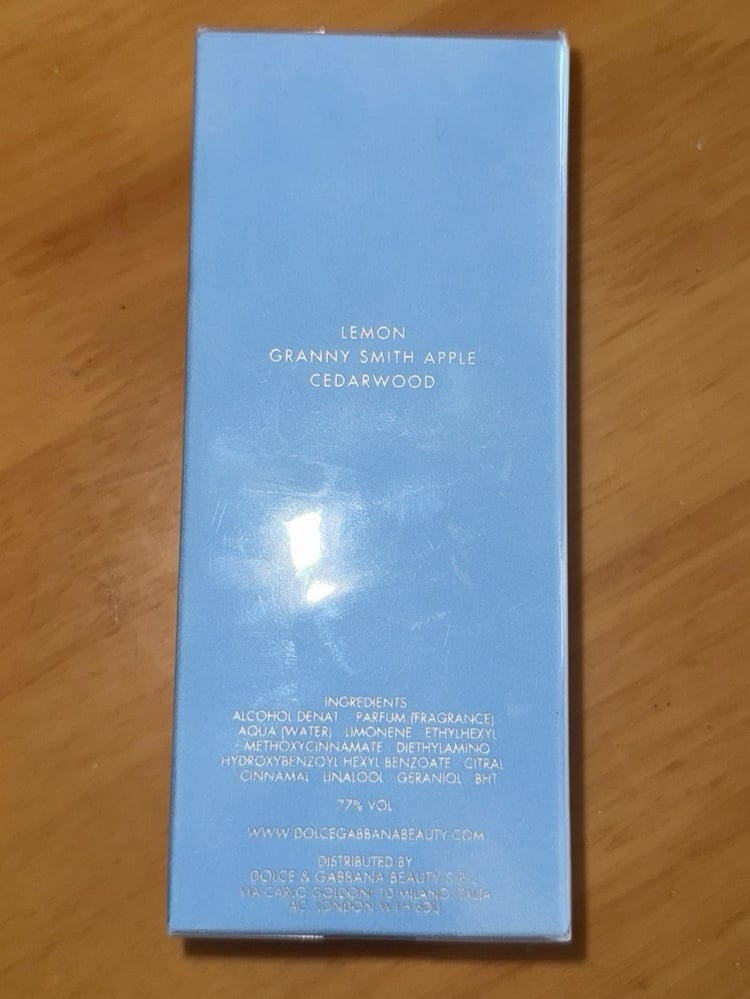 LEMON
GRANNY SMITH APPLE
CEDARWOOD
INGREDIENTS
ALCOHOL DENAT PARFUM (FRAGRANCE)
AQUA (WATER) LIMONENE ETHYLHEXYL
METHOXYCINNAMATE DIETHYLAMINO
HYDROXYBENZOYL HEXYL BENZOATE CITRAL
CINNAMAL LINALOOL GERANIOL BHT
77% VOL
WWW.DOLCEGABBANABEAUTY.COM
DISTRIBUTED BY
DOLCE & GABBANA BEAUTY S.R.L.
VIA CARLO GOLDONI 10 MILANO ITALIA
LONDON W1H